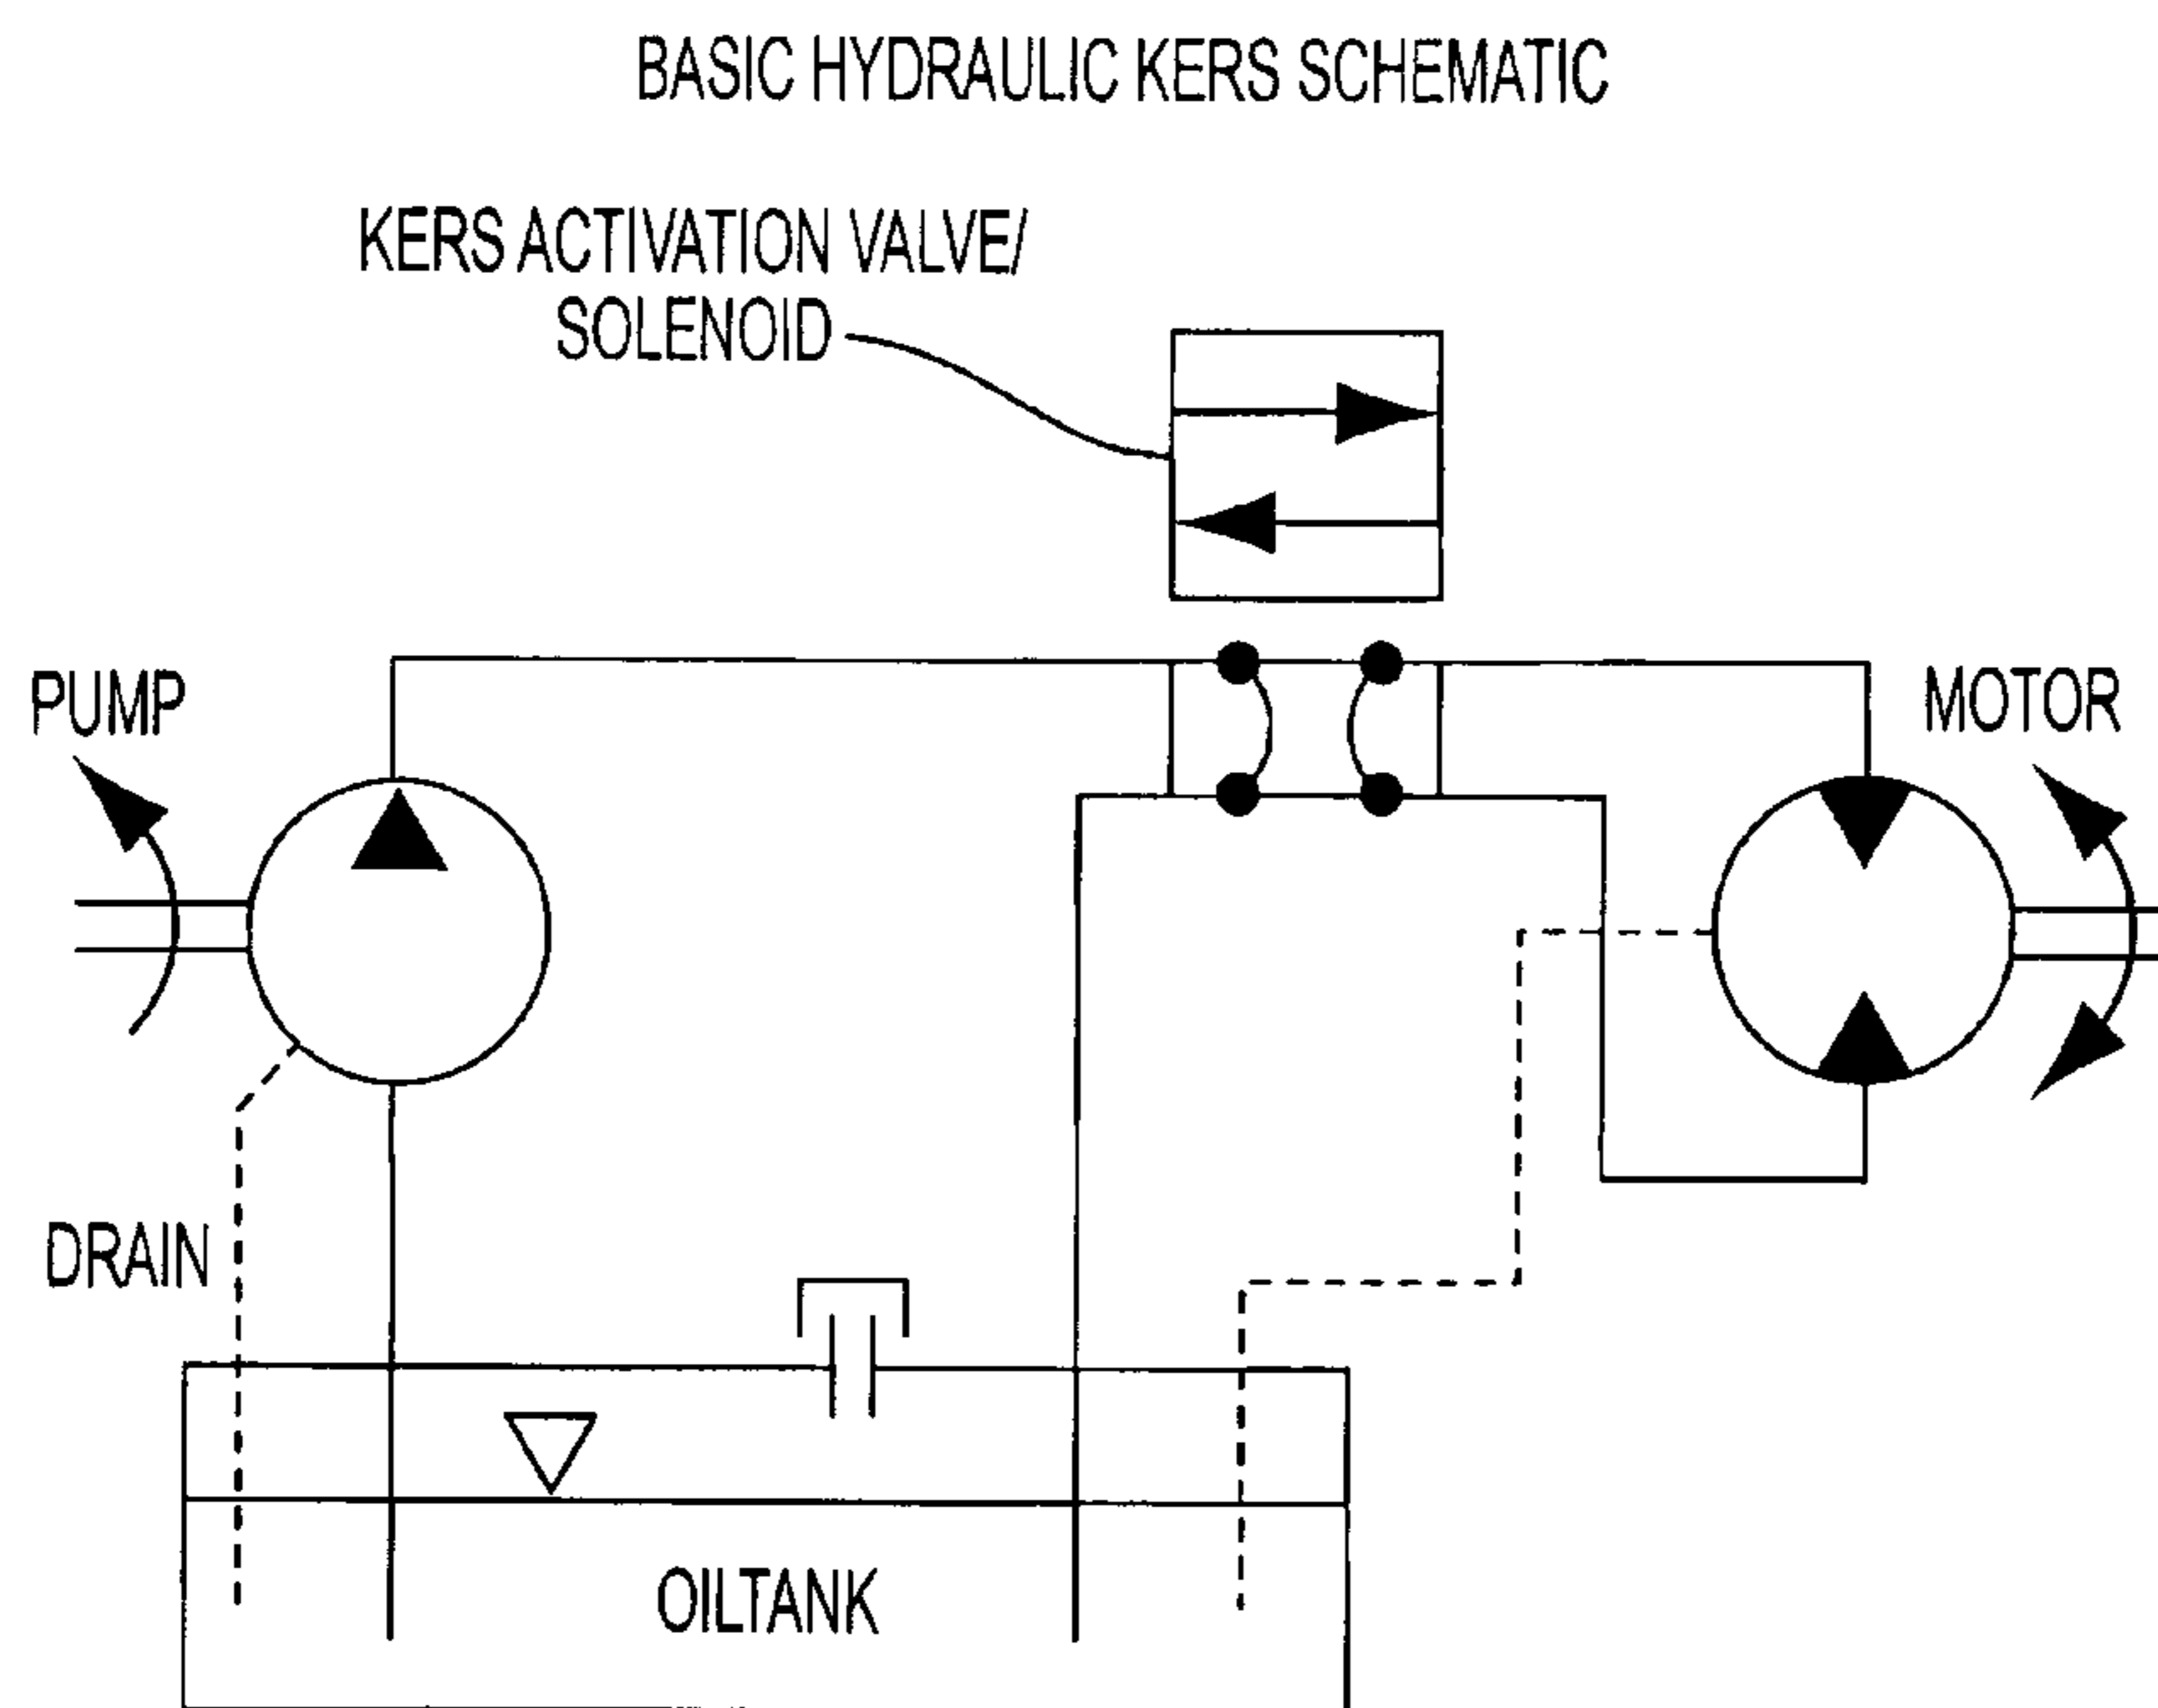 BASIC HYDRAULIC KERS SCHEMATIC
KERS ACTIVATION VALVE/
SOLENOID
PUMP
MOTOR
DRAIN
OILTANK